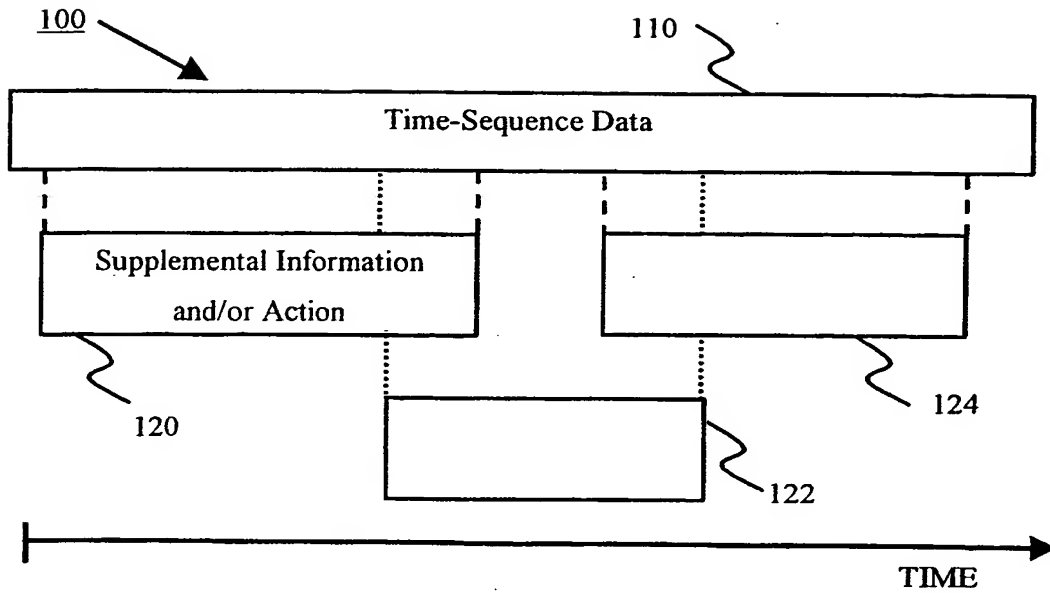 100
110
Time-Sequence Data
Supplemental Information
and/or Action
120
124
122
TIME